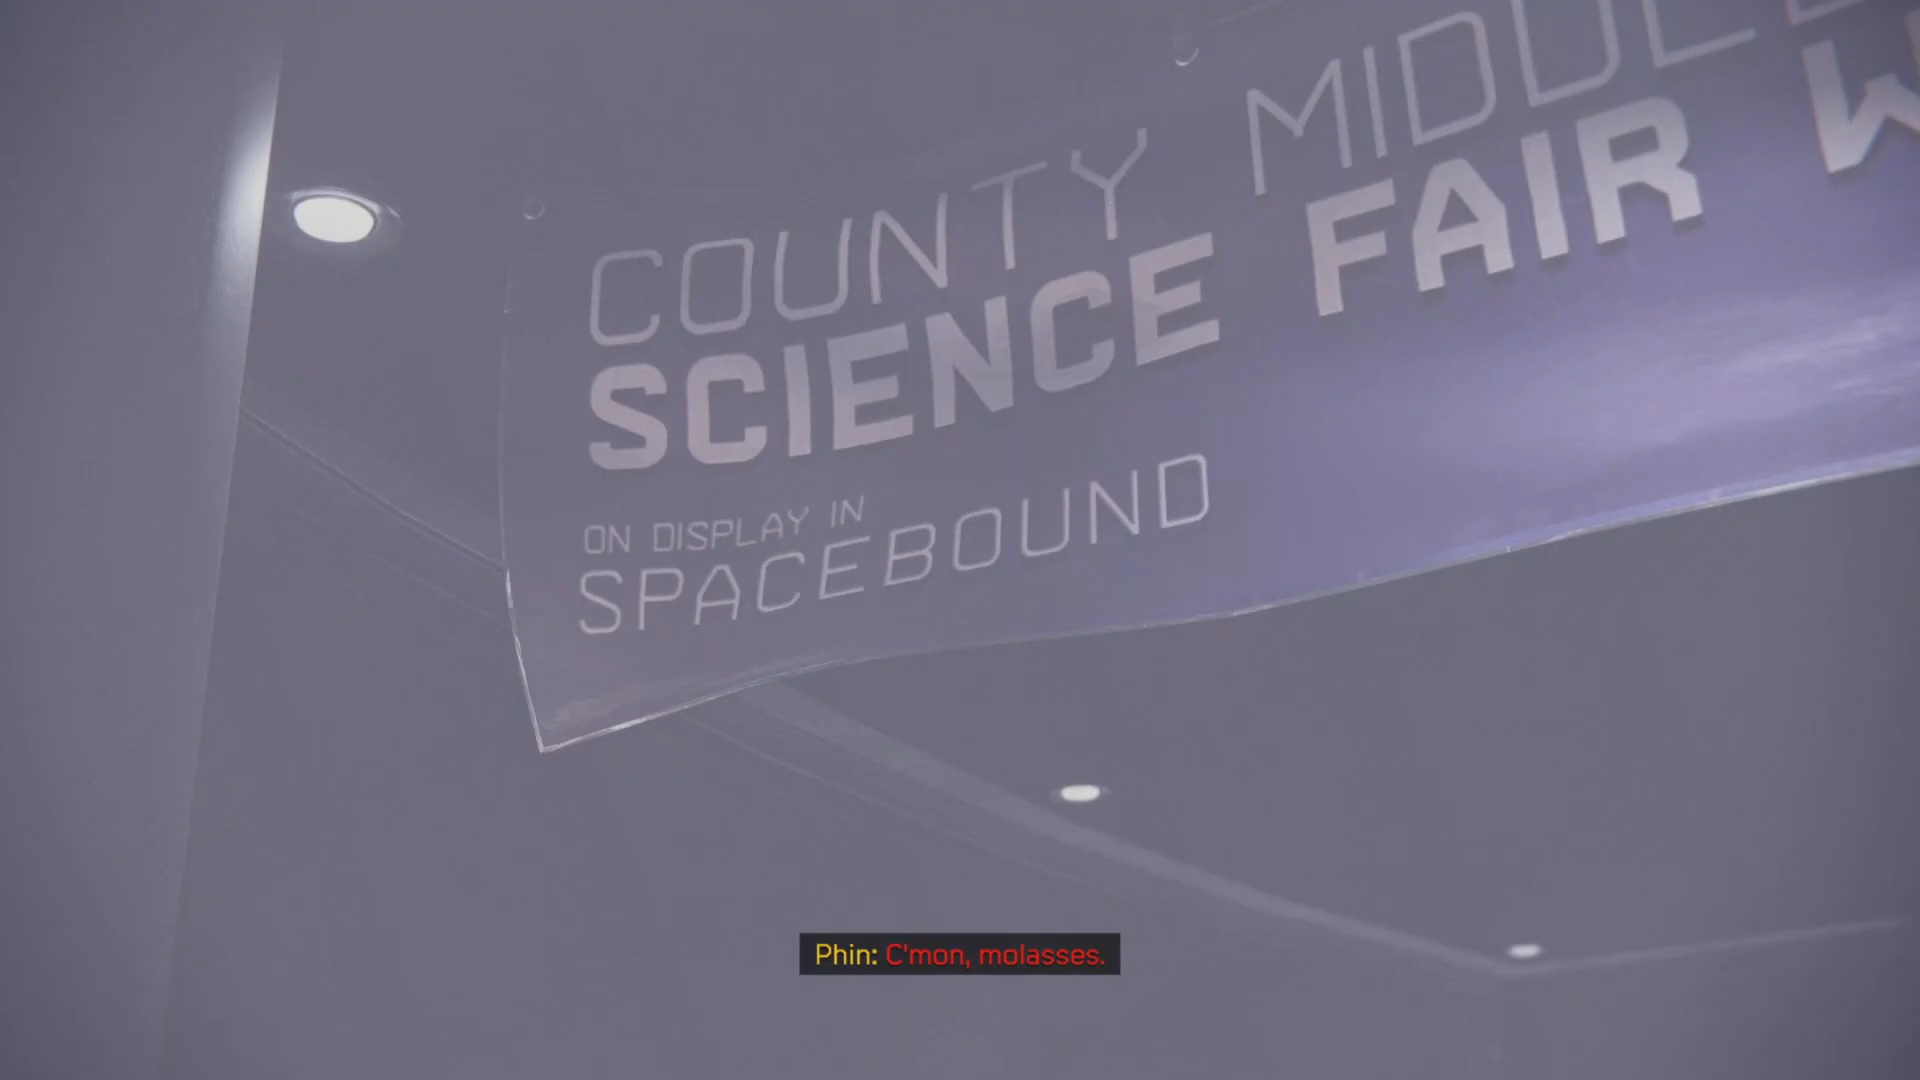 COUNTY
SCIENCE FAIR
ON DISPLAY IN
SPACEBOUND
Phin: C'mon, molasses.